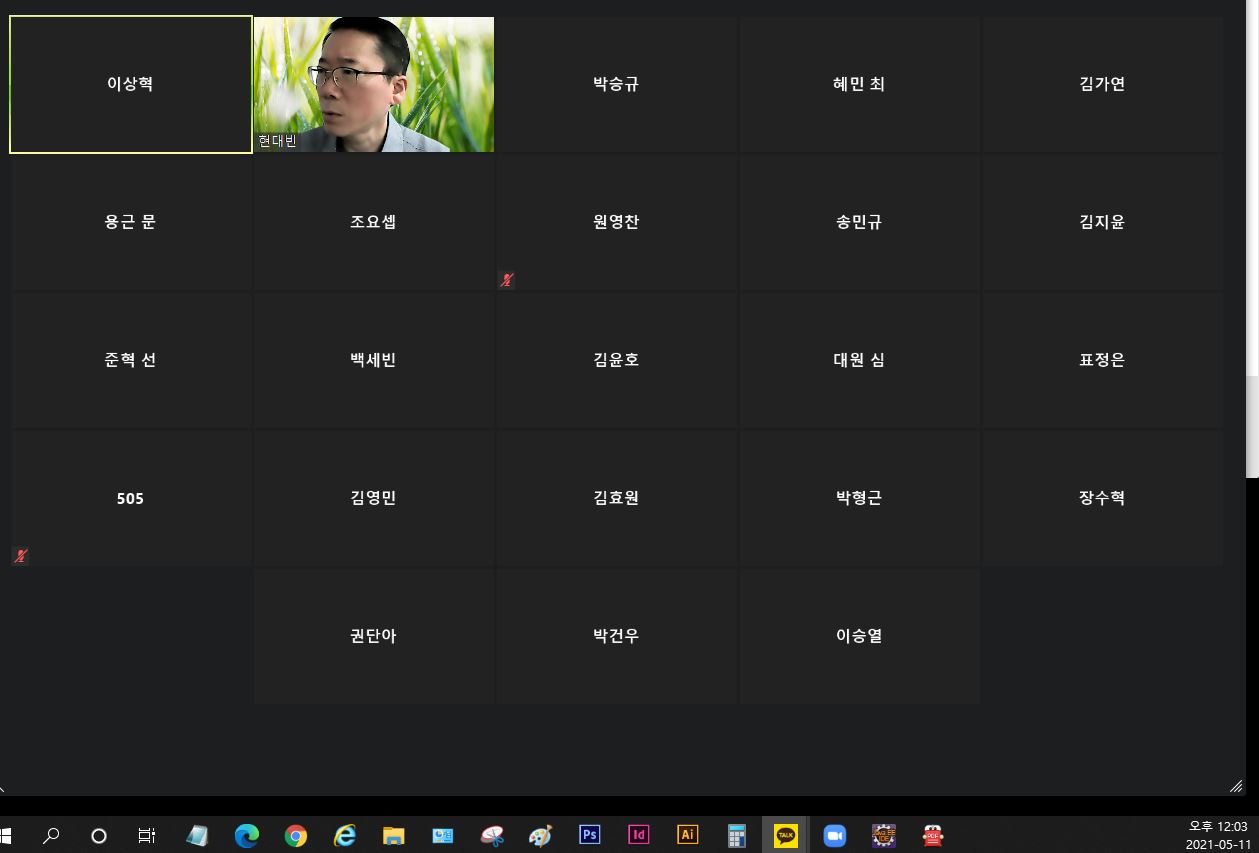 이상혁
현대빈
박승규
혜민 최
김가연
용근 문
조요셉
원영찬
송민규
김지윤
준혁 선
백세빈
김윤호
대원 심
표정은
505
김영민
김효원
박형근
장수혁
권단아
박건우
이승열
Ps
Id
Ai
TALK
Java EE
IDE
PDF
오후 12:03
2021-05-11